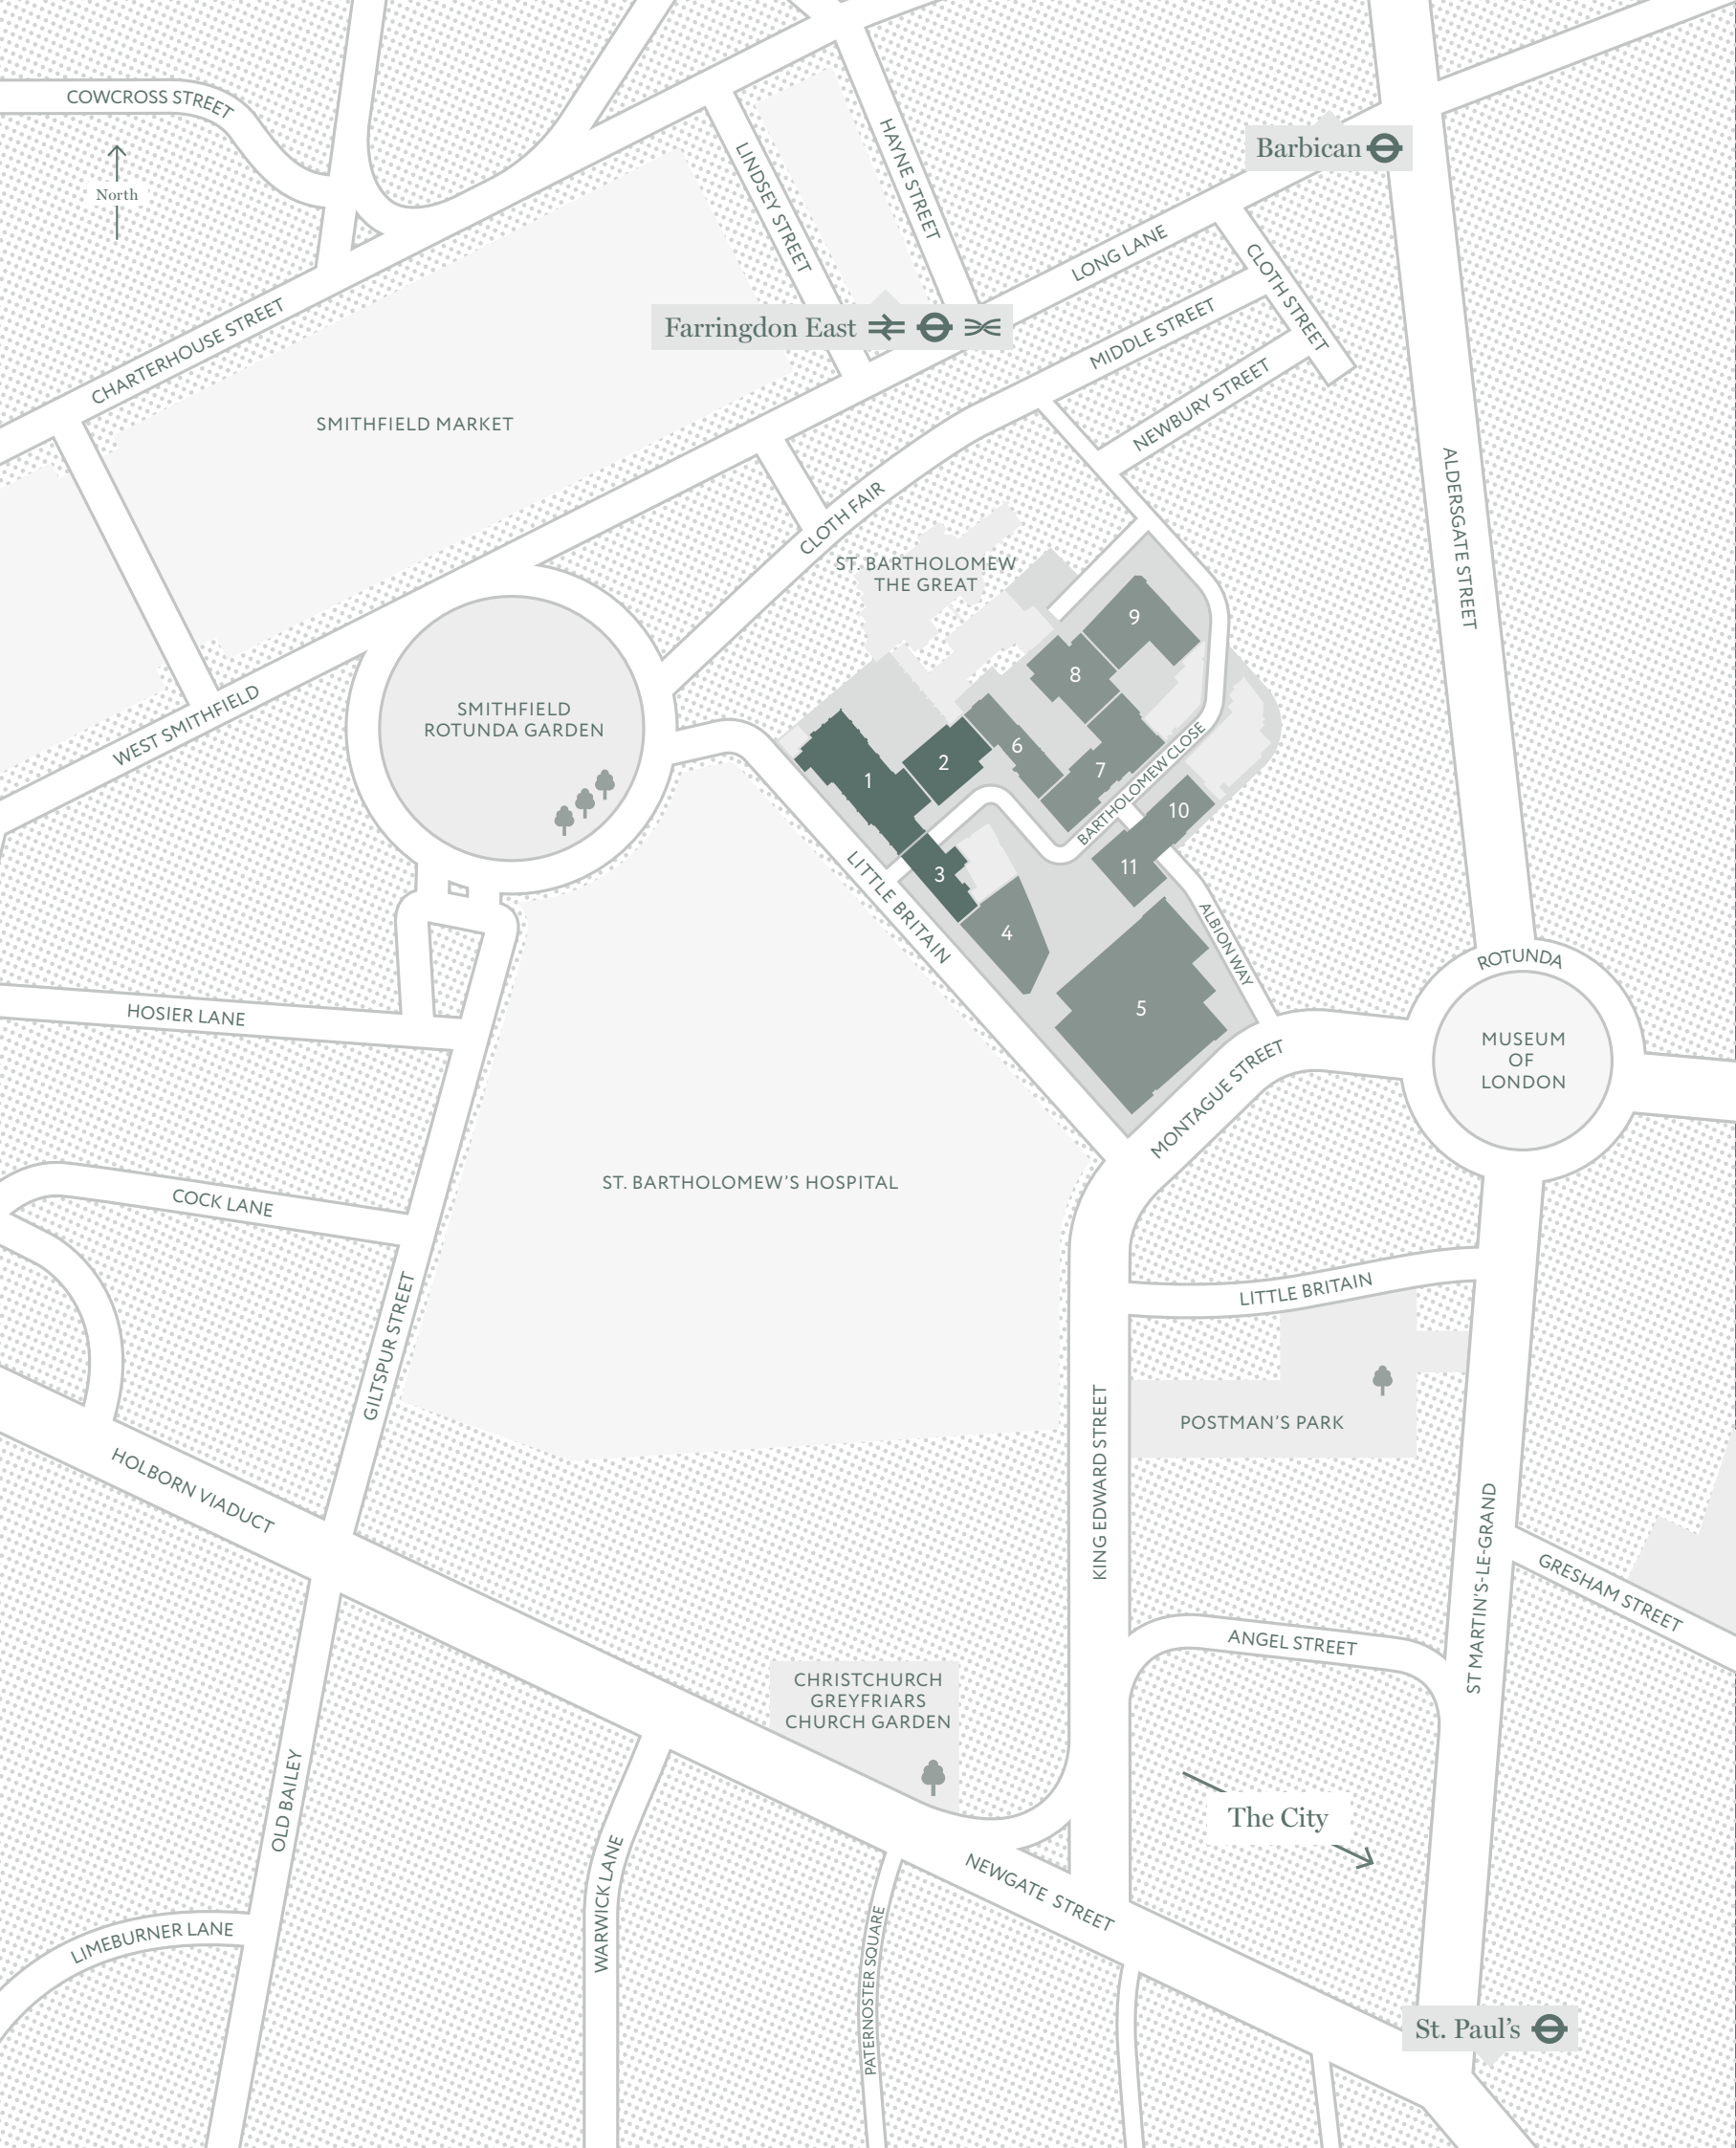 COWCROSS STREET
North
CHARTERHOUSE STREET
LINDSEY STREET
HAYNE STREET
Barbican
LONG LANE
CLOTH STREET
Farringdon East
MIDDLE STREET
NEWBURY STREET
SMITHFIELD MARKET
CLOTH FAIR
ALDERSGATE STREET
ST. BARTHOLOMEW
THE GREAT
WEST SMITHFIELD
SMITHFIELD
ROTUNDA GARDEN
9
8
6
2
7
1
BARTHOLOMEW CLOSE
10
11
3
4
5
LITTLE BRITAIN
ALBION WAY
ROTUNDA
MUSEUM
OF
LONDON
HOSIER LANE
MONTAGUE STREET
COCK LANE
ST. BARTHOLOMEW’S HOSPITAL
GILTSPUR STREET
LITTLE BRITAIN
POSTMAN’S PARK
KING EDWARD STREET
HOLBORN VIADUCT
ST MARTIN’S-LE-GRAND
GRESHAM STREET
ANGEL STREET
CHRISTCHURCH
GREYFRIARS
CHURCH GARDEN
OLD BAILEY
The City
WARWICK LANE
NEWGATE STREET
PATERNOSTER SQUARE
LIMEBURNER LANE
St. Paul’s